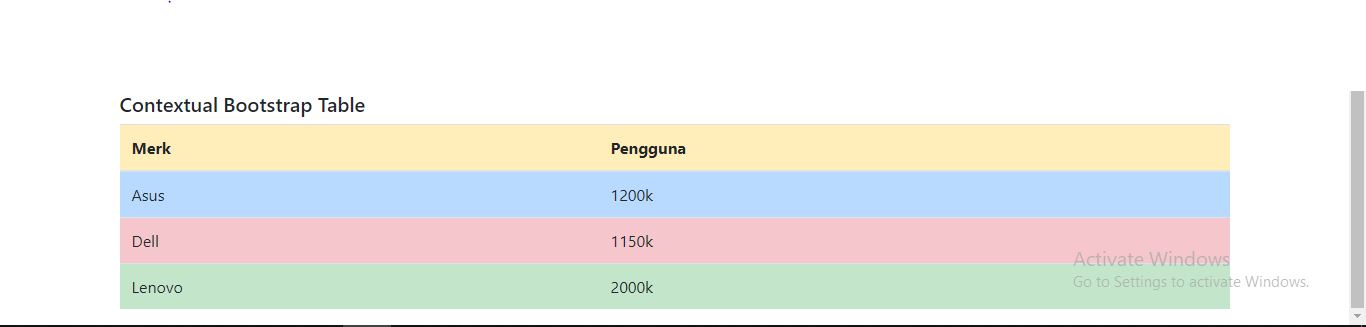 Contextual Bootstrap Table
Merk Pengguna
Asus 1200k
Dell 1150k
Lenovo 2000k
Activate Windows
Go to Settings to activate Windows.